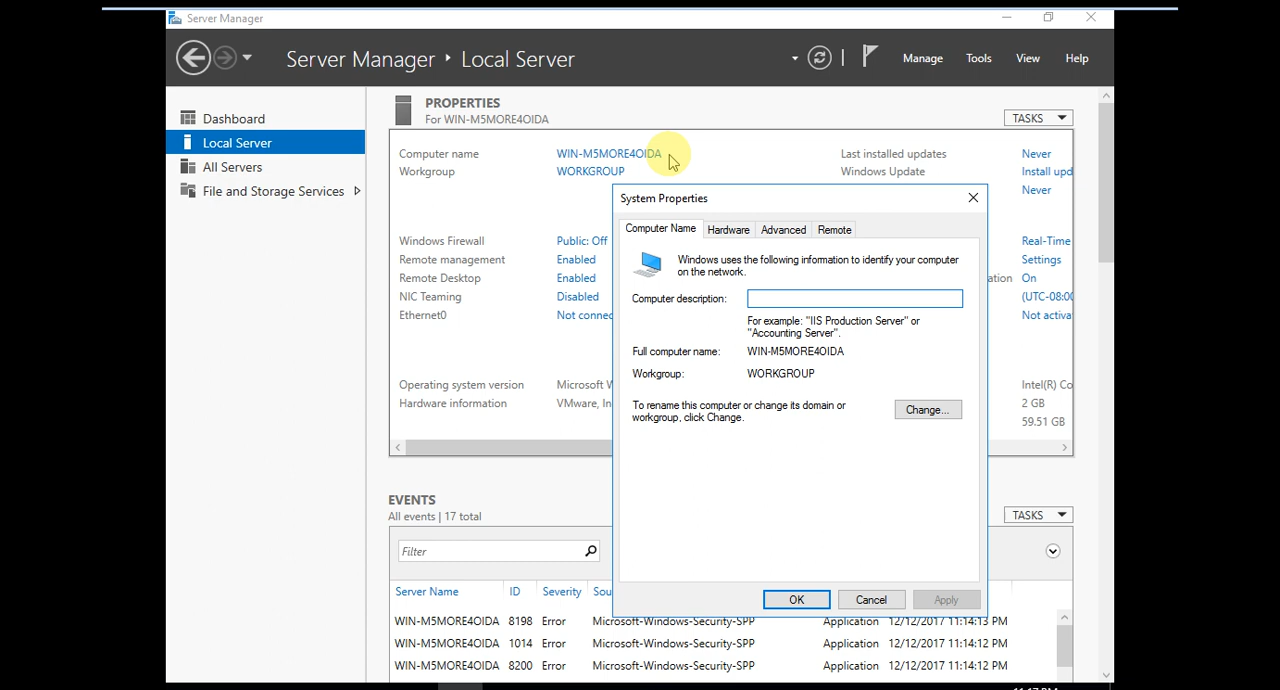 Server Manager
Server Manager Local Server
Manage Tools View Help
Dashboard
Local Server
All Servers
File and Storage Services
PROPERTIES
For WIN-M5MORE4OIDA
TASKS
Computer name WIN-M5MORE4OIDA Last installed updates Never
Workgroup WORKGROUP Windows Update Install upd
Never
Windows Firewall Public: Off Real-Time
Remote management Enabled Settings
Remote Desktop Enabled ation On
NIC Teaming Disabled (UTC-08:00
Ethernet0 Not connec Not activa
Operating system version Microsoft W Intel(R) Co
Hardware information VMware, In 2 GB
59.51 GB
System Properties
Computer Name Hardware Advanced Remote
Windows uses the following information to identify your computer
on the network.
Computer description:
For example: "IIS Production Server" or
"Accounting Server".
Full computer name: WIN-M5MORE4OIDA
Workgroup: WORKGROUP
To rename this computer or change its domain or
workgroup, click Change.
Change...
OK Cancel Apply
EVENTS
All events | 17 total
TASKS
Filter
Server Name ID Severity Sou
WIN-M5MORE4OIDA 8198 Error Microsoft-Windows-Security-SPP Application 12/12/2017 11:14:13 PM
WIN-M5MORE4OIDA 1014 Error Microsoft-Windows-Security-SPP Application 12/12/2017 11:14:12 PM
WIN-M5MORE4OIDA 8200 Error Microsoft-Windows-Security-SPP Application 12/12/2017 11:14:12 PM
11:17 PM